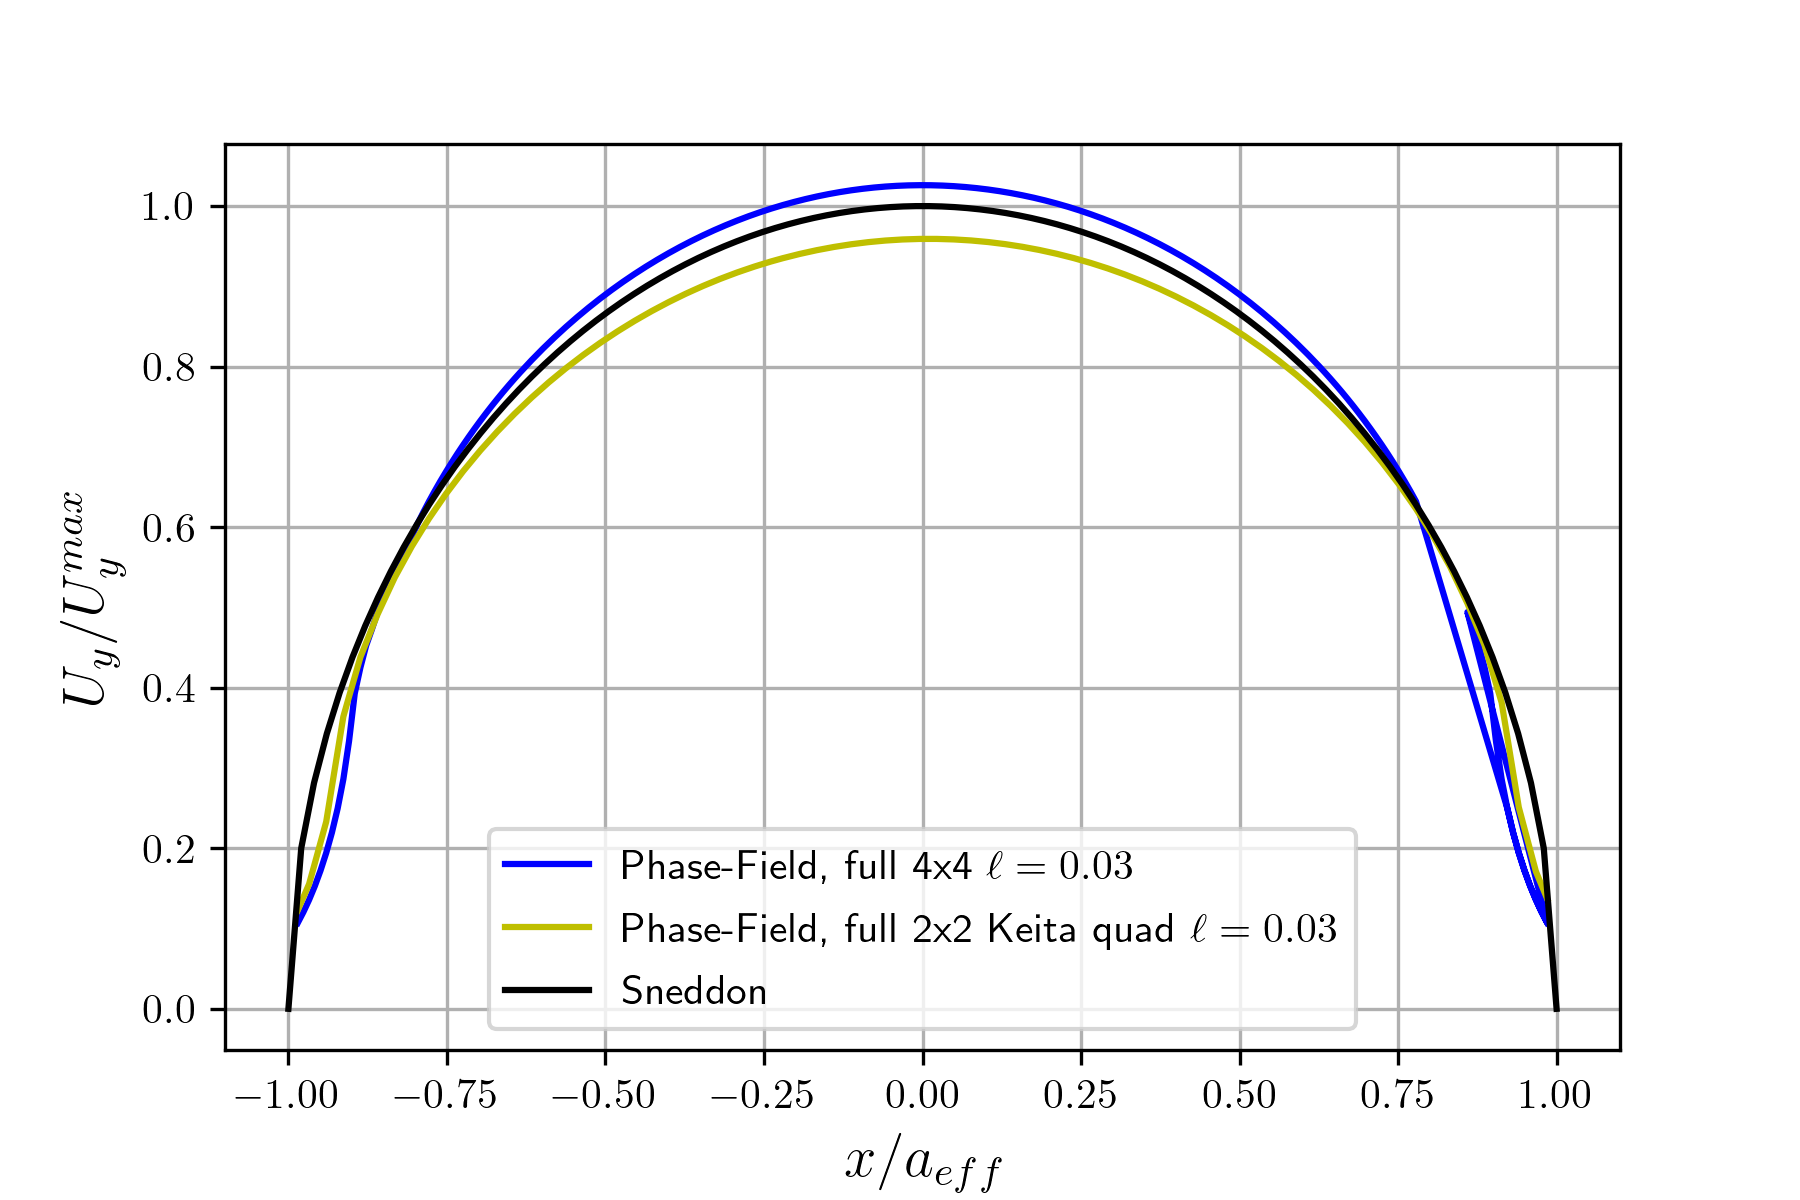 1.0
0.8
0.6
0.4
0.2
0.0
U_y/U_y^{max}
Phase-Field, full 4x4 ℓ = 0.03
Phase-Field, full 2x2 Keita quad ℓ = 0.03
Sneddon
−1.00 −0.75 −0.50 −0.25 0.00 0.25 0.50 0.75 1.00
x/a_{eff}